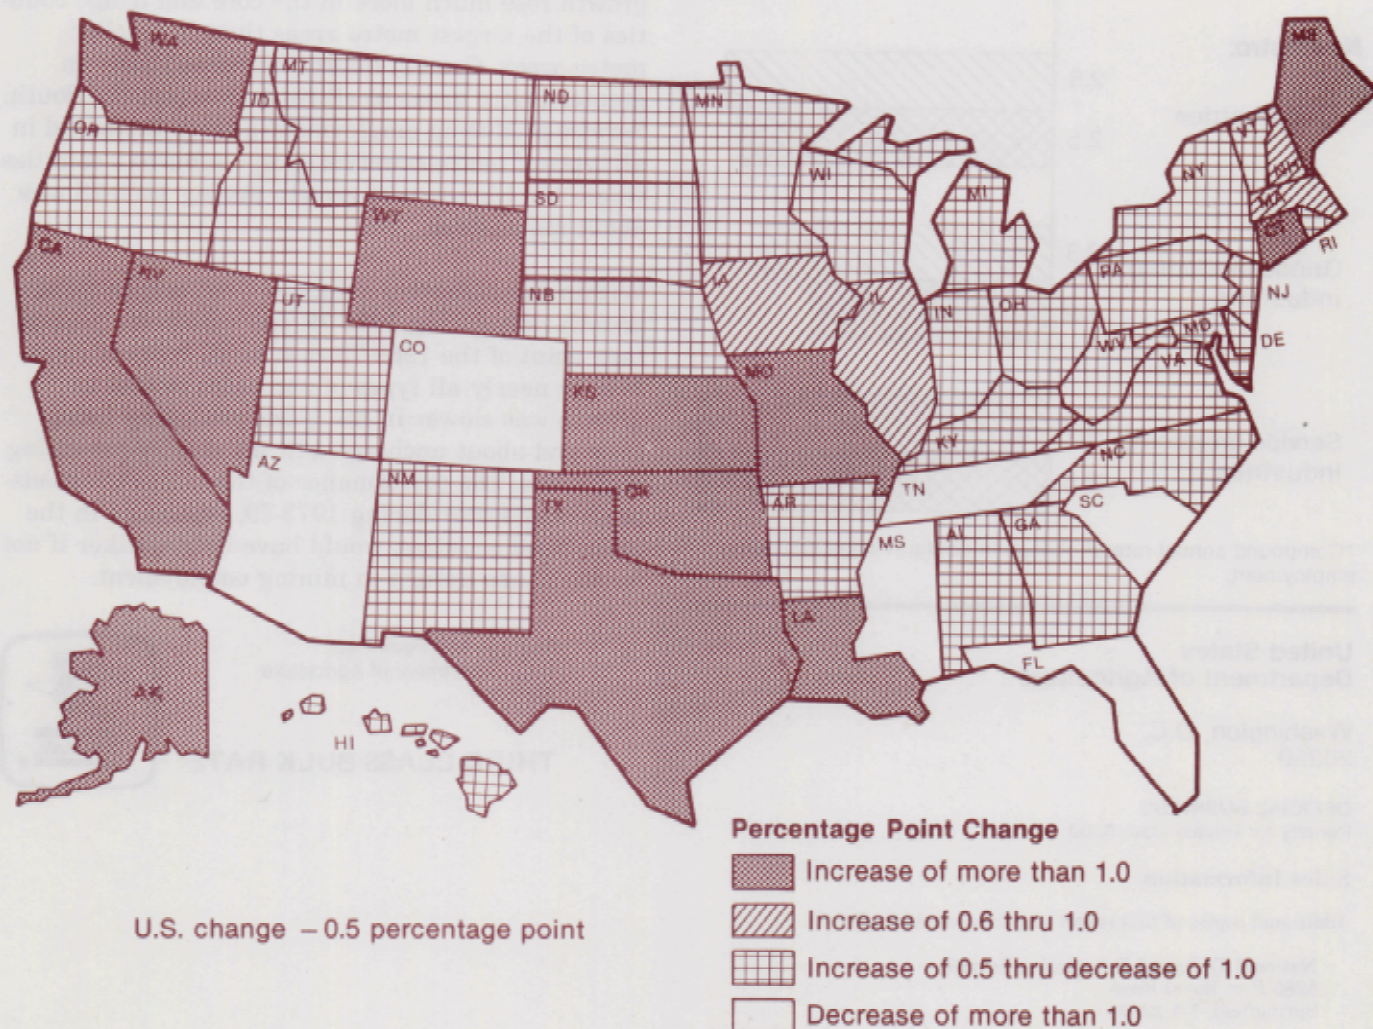 WA
MT
ND
MN
ME
ID
OR
VT
NH
WI
MI
NY
MA
SD
WY
CT
RI
CA
NV
PA
UT
NB
IA
IL
IN
OH
NJ
MD
DE
CO
WV
VA
MO
KS
KY
AZ
NM
NC
TX
OK
AR
TN
SC
MS
AL
GA
LA
FL
AK
HI
Percentage Point Change
Increase of more than 1.0
Increase of 0.6 thru 1.0
U.S. change – 0.5 percentage point
Increase of 0.5 thru decrease of 1.0
Decrease of more than 1.0